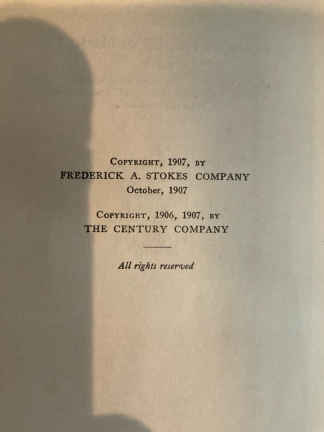 COPYRIGHT, 1907, BY
FREDERICK A. STOKES COMPANY
October, 1907
COPYRIGHT, 1906, 1907, BY
THE CENTURY COMPANY
All rights reserved